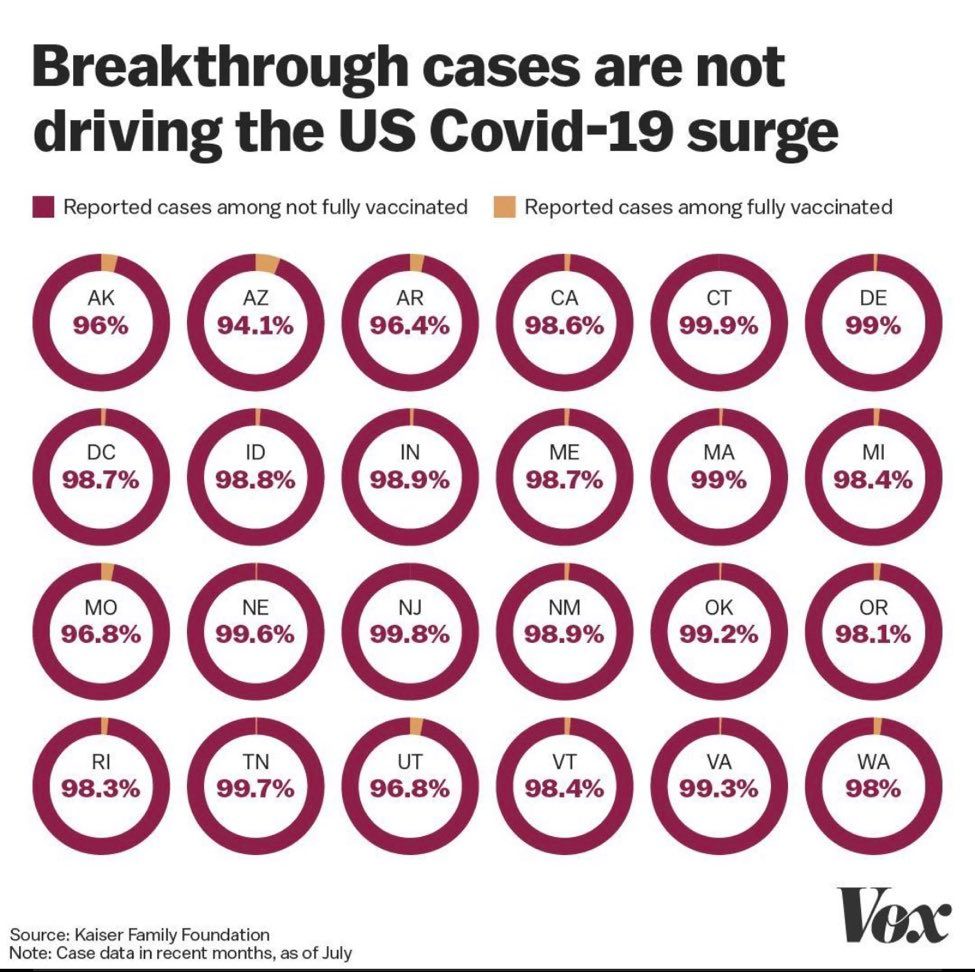 Breakthrough cases are not
driving the US Covid-19 surge
Reported cases among not fully vaccinated Reported cases among fully vaccinated
AK AZ AR CA CT DE
96% 94.1% 96.4% 98.6% 99.9% 99%
DC ID IN ME MA MI
98.7% 98.8% 98.9% 98.7% 99% 98.4%
MO NE NJ NM OK OR
96.8% 99.6% 99.8% 98.9% 99.2% 98.1%
RI TN UT VT VA WA
98.3% 99.7% 96.8% 98.4% 99.3% 98%
Vox
Source: Kaiser Family Foundation
Note: Case data in recent months, as of July